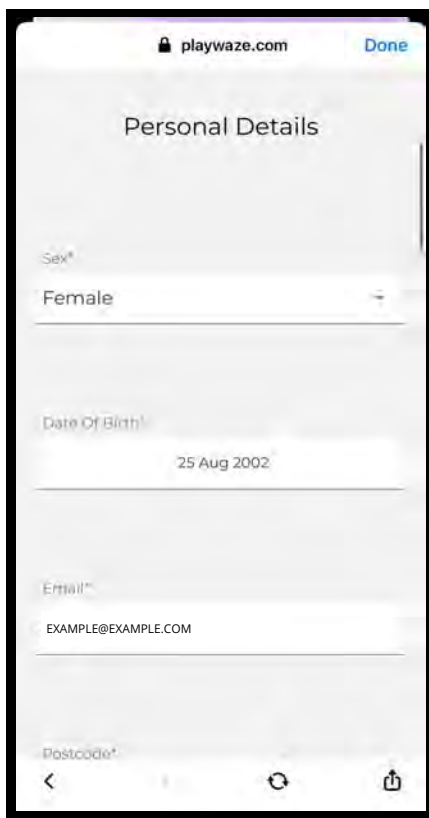 playwaze.com Done
Personal Details
Sex*
Female
Date Of Birth*
25 Aug 2002
Email*
EXAMPLE@EXAMPLE.COM
Postcode*